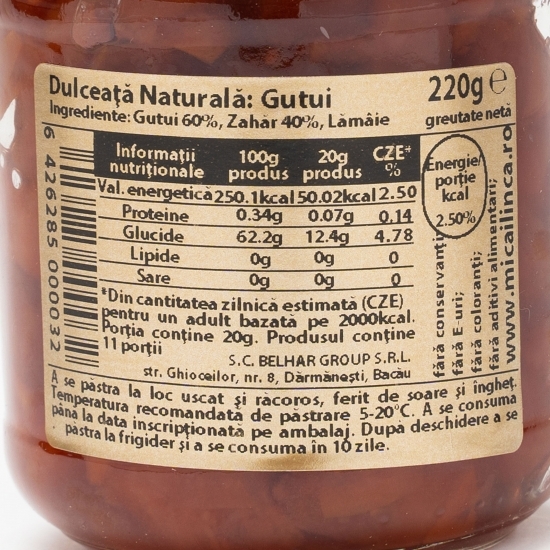 Dulceață Naturală: Gutui
220g e
Ingrediente: Gutui 60%, Zahăr 40%, Lămâie
greutate netă
Informații nutriționale 100g produs 20g produs CZE* %
Val. energetică 250.1kcal 50.02kcal 2.50
Proteine 0.34g 0.07g 0.14
Glucide 62.2g 12.4g 4.78
Lipide 0g 0g 0
Sare 0g 0g 0
Energie/
porție
kcal
2.50%
*Din cantitatea zilnică estimată (CZE)
pentru un adult bazată pe 2000kcal.
Porția conține 20g. Produsul conține
11 porții
S.C. BELHAR GROUP S.R.L.
str. Ghioceilor, nr. 8, Dărmănești, Bacău
fără conservanți;
fără E-uri;
fără coloranți;
fără aditivi alimentari;
www.micailinca.ro
6 426285 000032
A se păstra la loc uscat și răcoros, ferit de soare și îngheț.
Temperatura recomandată de păstrare 5-20°C. A se consuma
până la data inscripționată pe ambalaj. După deschidere a se
păstra la frigider și a se consuma în 10 zile.